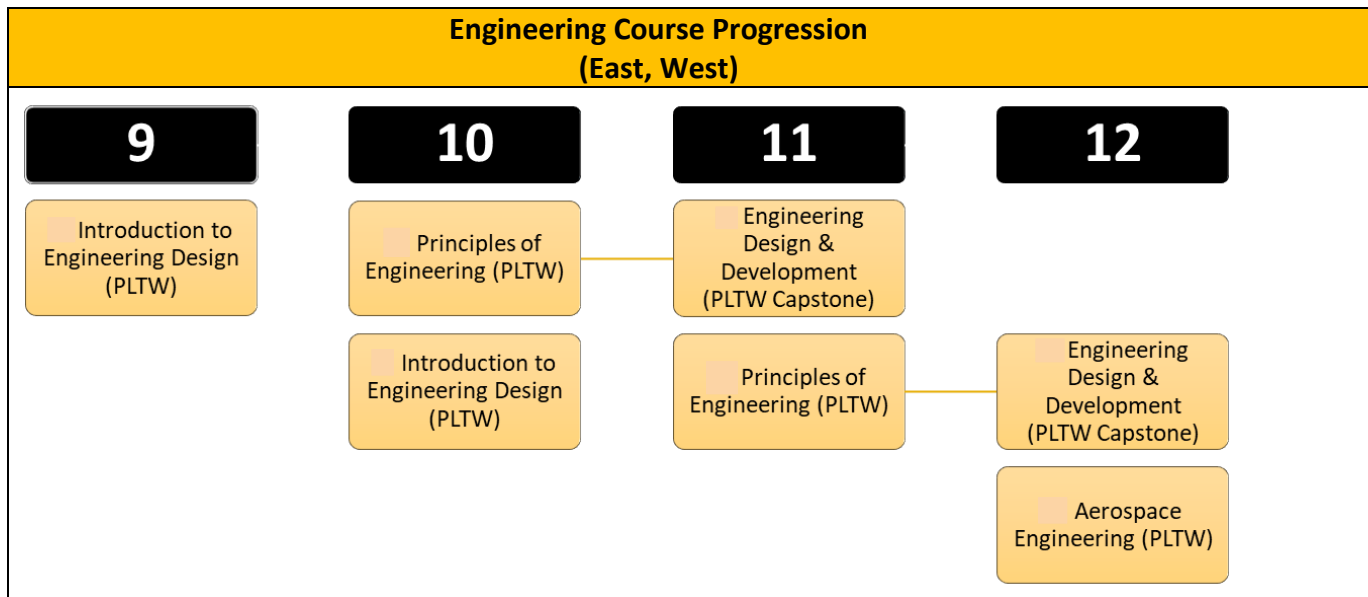 Engineering Course Progression
(East, West)
9
10
11
12
Introduction to
Engineering Design
(PLTW)
Principles of
Engineering (PLTW)
Engineering
Design &
Development
(PLTW Capstone)
Introduction to
Engineering Design
(PLTW)
Principles of
Engineering (PLTW)
Engineering
Design &
Development
(PLTW Capstone)
Aerospace
Engineering (PLTW)